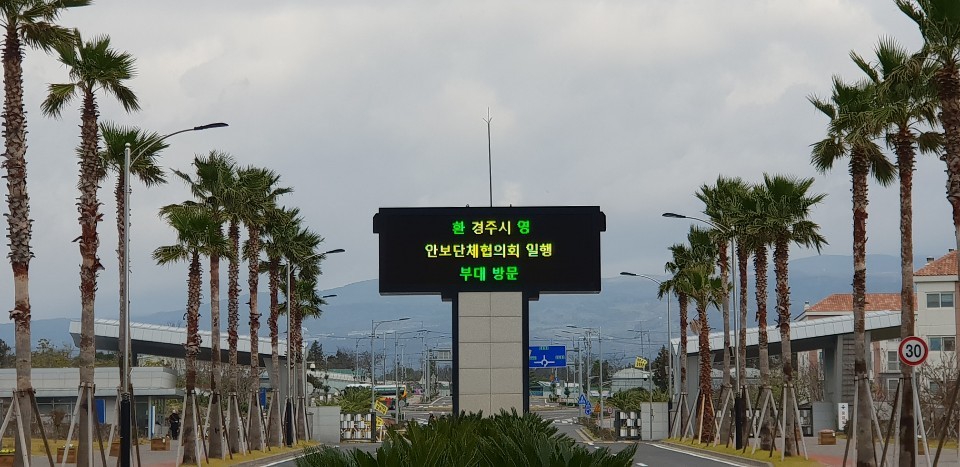 환 경주시 영
안보단체협의회 일행
부대 방문
30